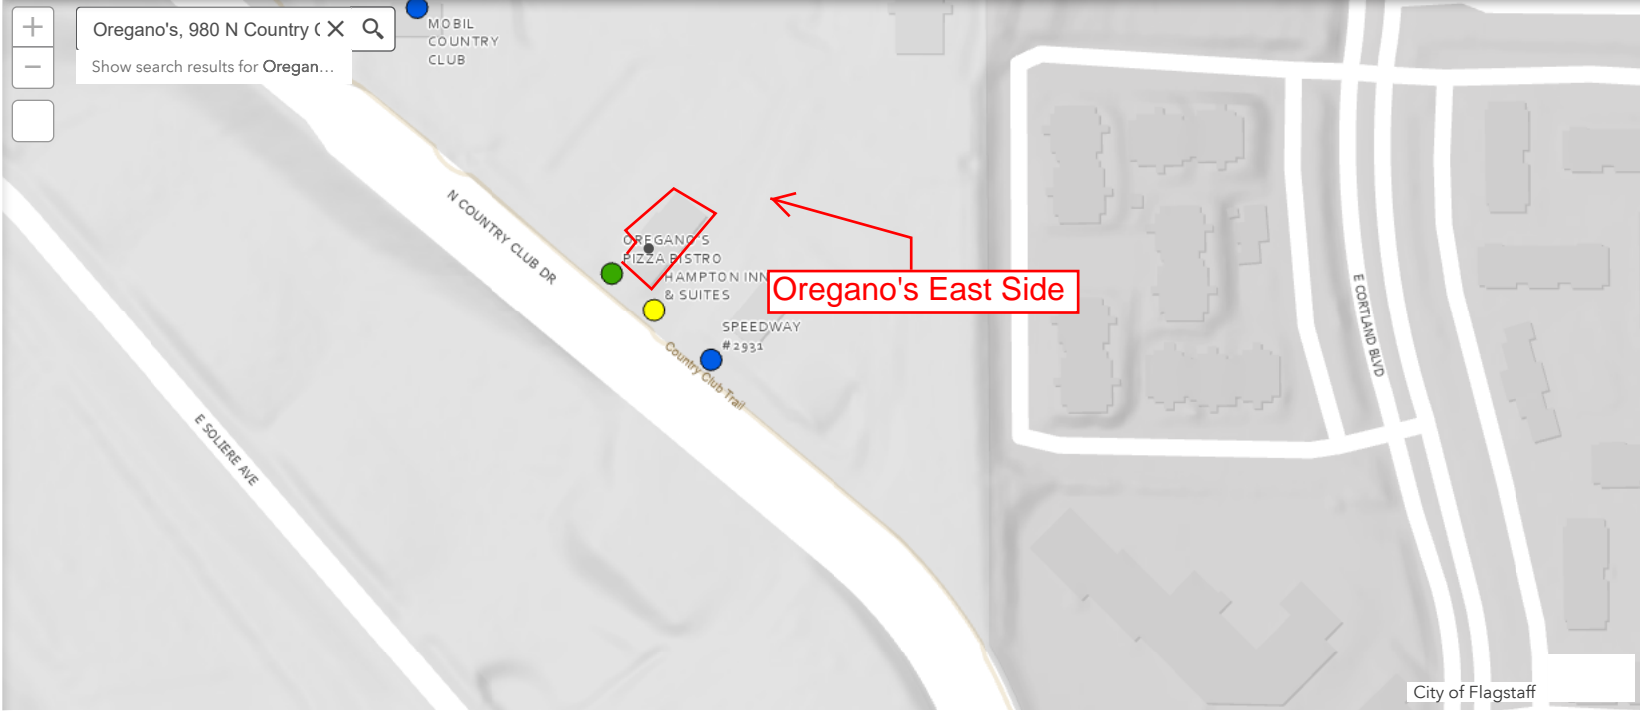 Oregano's, 980 N Country
Show search results for Oregan...
MOBIL
COUNTRY
CLUB
N COUNTRY CLUB DR
OREGANO'S
PIZZA BISTRO
HAMPTON INN
& SUITES
Oregano's East Side
SPEEDWAY
#2931
Country Club Trail
E SOLIERE AVE
E CORTLAND BLVD
City of Flagstaff